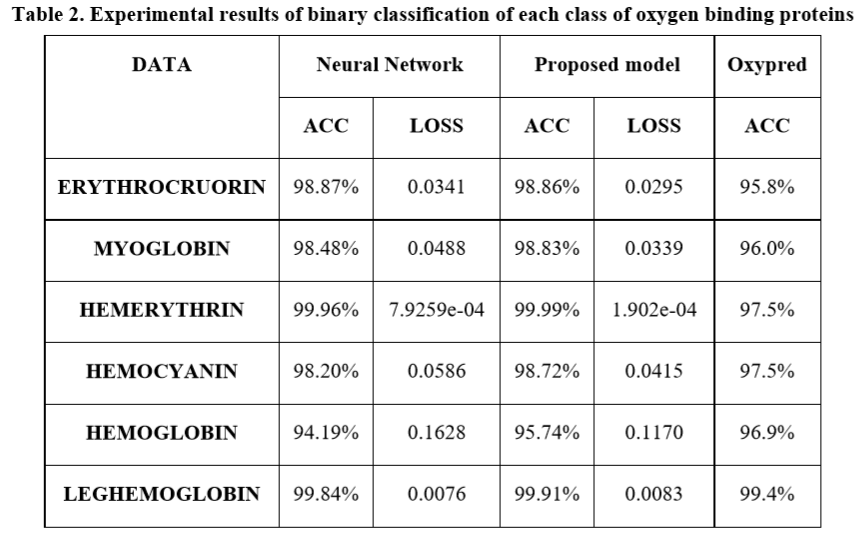 Table 2. Experimental results of binary classification of each class of oxygen binding proteins
DATA Neural Network Proposed model Oxypred
ACC LOSS ACC LOSS ACC
ERYTHROCRUORIN 98.87% 0.0341 98.86% 0.0295 95.8%
MYOGLOBIN 98.48% 0.0488 98.83% 0.0339 96.0%
HEMERYTHRIN 99.96% 7.9259e-04 99.99% 1.902e-04 97.5%
HEMOCYANIN 98.20% 0.0586 98.72% 0.0415 97.5%
HEMOGLOBIN 94.19% 0.1628 95.74% 0.1170 96.9%
LEGHEMOGLOBIN 99.84% 0.0076 99.91% 0.0083 99.4%